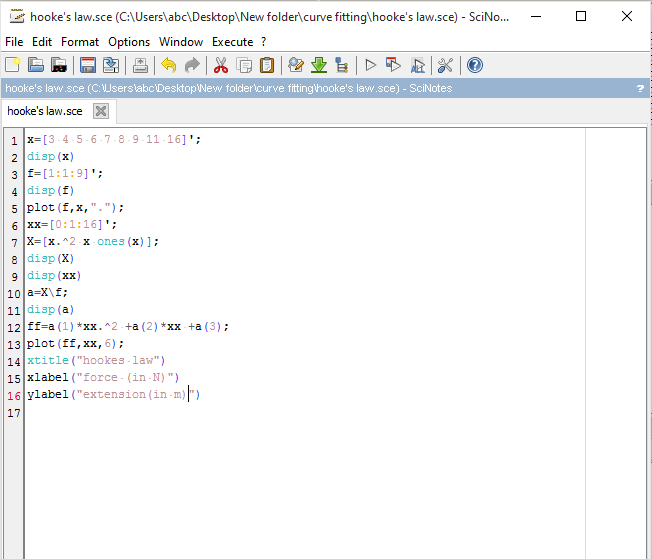 hooke's law.sce (C:\Users\abc\Desktop\New folder\curve fitting\hooke's law.sce) - SciNo...
File Edit Format Options Window Execute ?
hooke's law.sce (C:\Users\abc\Desktop\New folder\curve fitting\hooke's law.sce) - SciNotes ?
hooke's law.sce
1 x=[3 4 5 6 7 8 9 11 16]';
2 disp(x)
3 f=[1:1:9]';
4 disp(f)
5 plot(f,x,".");
6 xx=[0:1:16]';
7 X=[x.^2 x ones(x)];
8 disp(X)
9 disp(xx)
10 a=X\f;
11 disp(a)
12 ff=a(1)*xx.^2 +a(2)*xx +a(3);
13 plot(ff,xx,6);
14 xtitle("hookes law")
15 xlabel("force (in N)")
16 ylabel("extension(in m)")
17